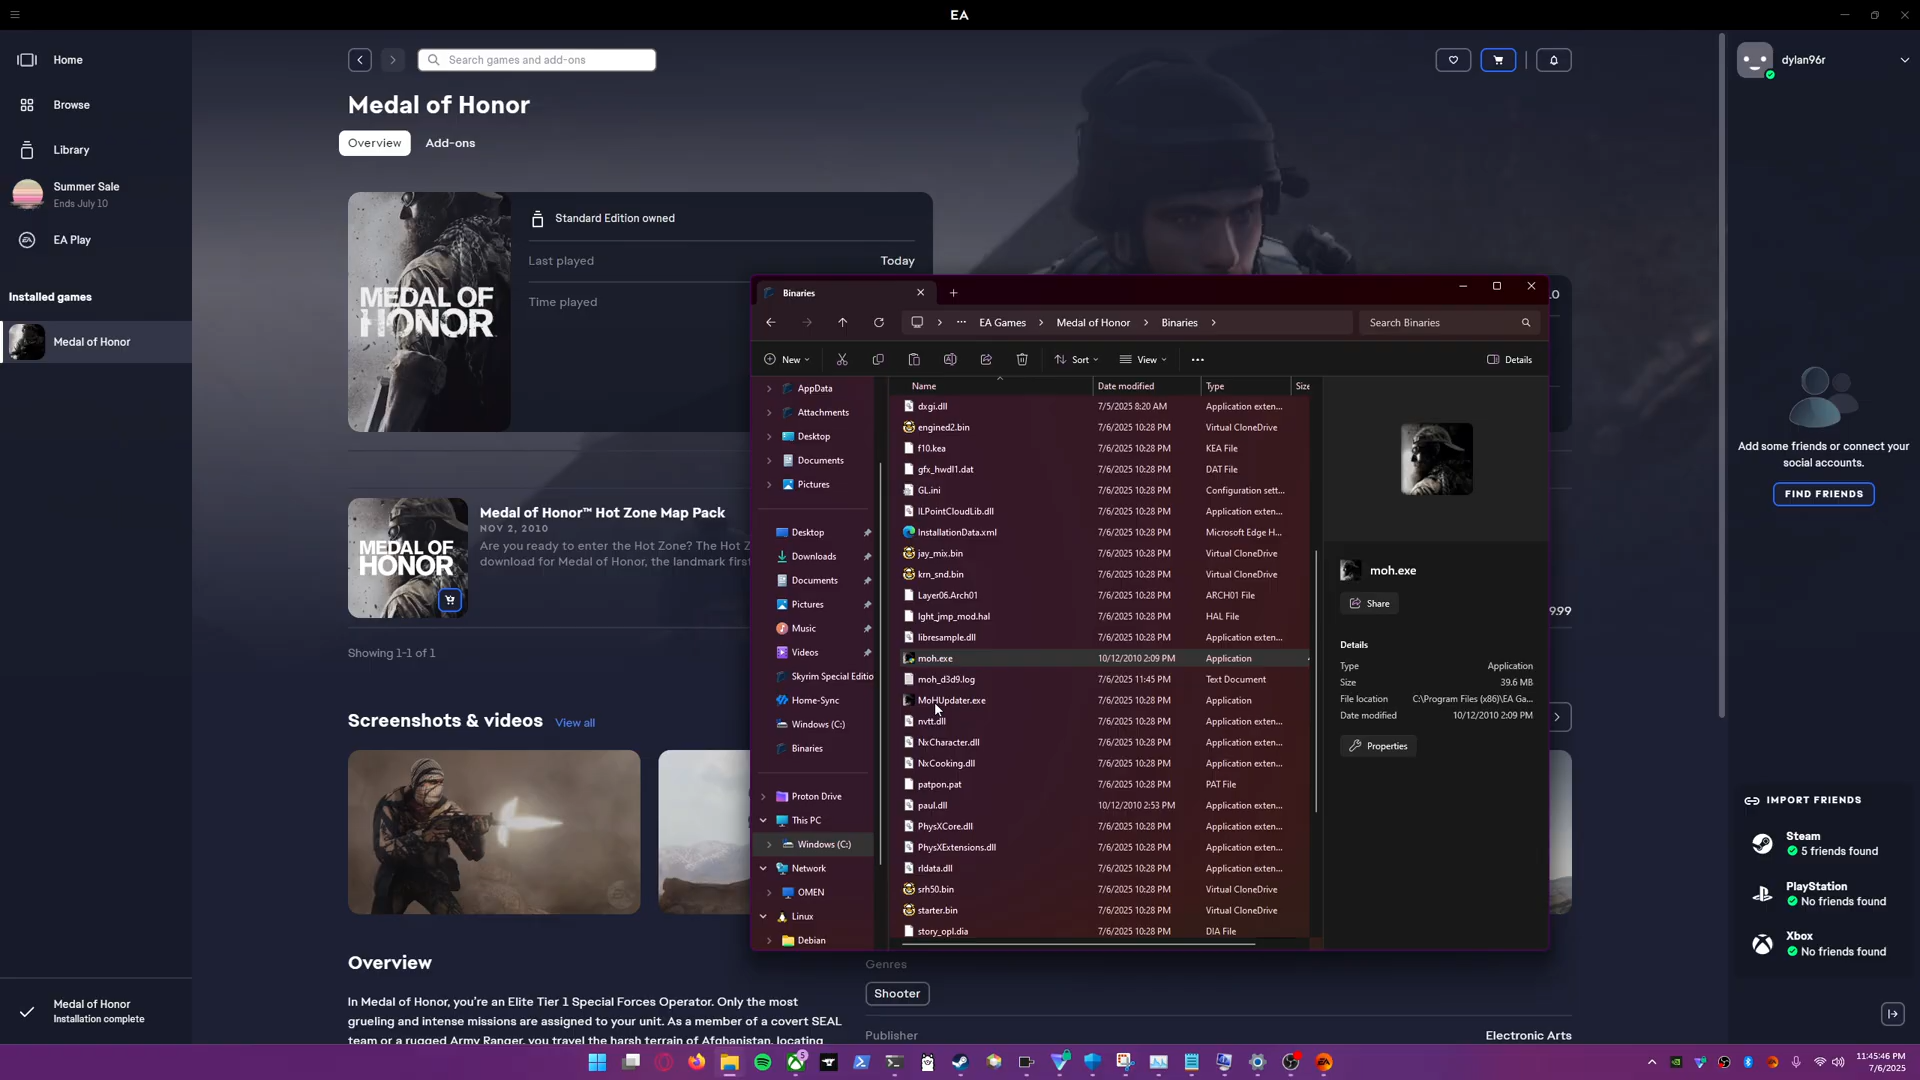 EA
Home
Browse
Library
Summer Sale
Ends July 10
EA Play
Installed games
Medal of Honor
Medal of Honor
Installation complete
Search games and add-ons
Medal of Honor
Overview
Add-ons
MEDAL OF
HONOR
Standard Edition owned
Last played
Today
Time played
MEDAL OF
HONOR
Medal of Honor™ Hot Zone Map Pack
NOV 2, 2010
Are you ready to enter the Hot Zone? The Hot Z
download for Medal of Honor, the landmark first
Showing 1-1 of 1
Screenshots & videos
View all
Overview
In Medal of Honor, you're an Elite Tier 1 Special Forces Operator. Only the most
grueling and intense missions are assigned to your unit. As a member of a covert SEAL
team or a rugged Army Ranger, you travel the harsh terrain of Afghanistan, locating
Genres
Shooter
Publisher
Electronic Arts
Binaries
EA Games
Medal of Honor
Binaries
Search Binaries
New
Sort
View
Details
AppData
Attachments
Desktop
Documents
Pictures
Desktop
Downloads
Documents
Pictures
Music
Videos
Skyrim Special Editio
Home-Sync
Windows (C:)
Binaries
Proton Drive
This PC
Windows (C:)
Network
OMEN
Linux
Debian
Name Date modified Type Size
dxgi.dll 7/5/2025 8:20 AM Application exten...
engined2.bin 7/6/2025 10:28 PM Virtual CloneDrive
f10.kea 7/6/2025 10:28 PM KEA File
gfx_hwdl1.dat 7/6/2025 10:28 PM DAT File
GL.ini 7/6/2025 10:28 PM Configuration sett...
ILPointCloudLib.dll 7/6/2025 10:28 PM Application exten...
InstallationData.xml 7/6/2025 10:28 PM Microsoft Edge H...
jay_mix.bin 7/6/2025 10:28 PM Virtual CloneDrive
krn_snd.bin 7/6/2025 10:28 PM Virtual CloneDrive
Layer06.Arch01 7/6/2025 10:28 PM ARCH01 File
lght_jmp_mod.hal 7/6/2025 10:28 PM HAL File
libresample.dll 7/6/2025 10:28 PM Application exten...
moh.exe 10/12/2010 2:09 PM Application
moh_d3d9.log 7/6/2025 11:45 PM Text Document
MoHUpdater.exe 7/6/2025 10:28 PM Application
nvtt.dll 7/6/2025 10:28 PM Application exten...
NxCharacter.dll 7/6/2025 10:28 PM Application exten...
NxCooking.dll 7/6/2025 10:28 PM Application exten...
patpon.pat 7/6/2025 10:28 PM PAT File
paul.dll 10/12/2010 2:53 PM Application exten...
PhysXCore.dll 7/6/2025 10:28 PM Application exten...
PhysXExtensions.dll 7/6/2025 10:28 PM Application exten...
rldata.dll 7/6/2025 10:28 PM Application exten...
srh50.bin 7/6/2025 10:28 PM Virtual CloneDrive
starter.bin 7/6/2025 10:28 PM Virtual CloneDrive
story_opl.dia 7/6/2025 10:28 PM DIA File
moh.exe
Share
Details
Type Application
Size 39.6 MB
File location C:\Program Files (x86)\EA Ga...
Date modified 10/12/2010 2:09 PM
Properties
.0
999
dylan96r
Add some friends or connect your
social accounts.
FIND FRIENDS
IMPORT FRIENDS
Steam
5 friends found
PlayStation
No friends found
Xbox
No friends found
5
11:45:46 PM
7/6/2025